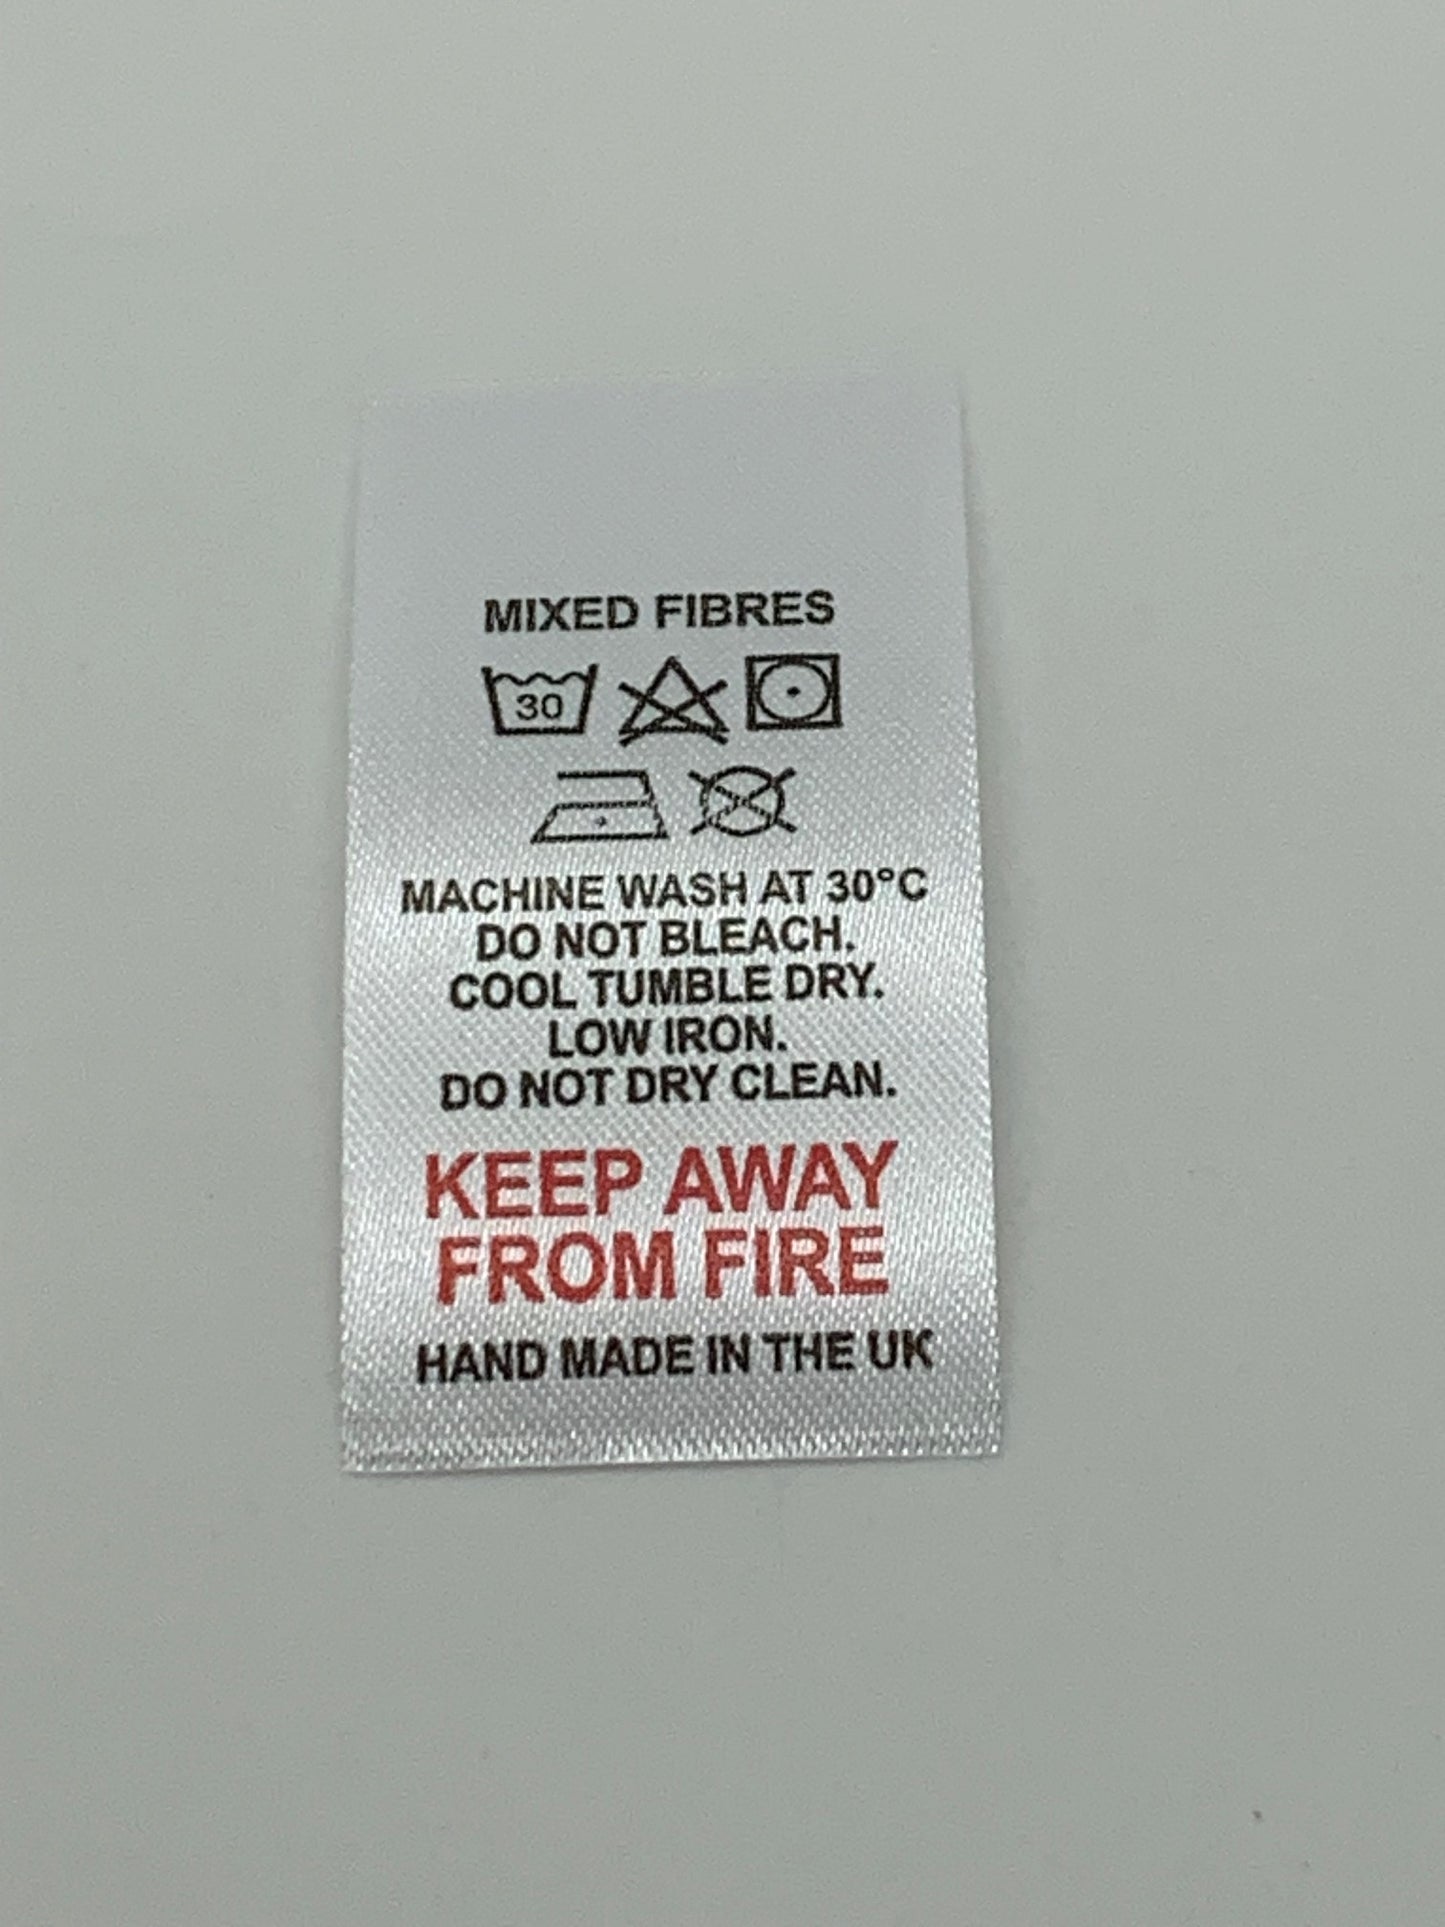 MIXED FIBRES
30
MACHINE WASH AT 30°C
DO NOT BLEACH.
COOL TUMBLE DRY.
LOW IRON.
DO NOT DRY CLEAN.
KEEP AWAY
FROM FIRE
HAND MADE IN THE UK